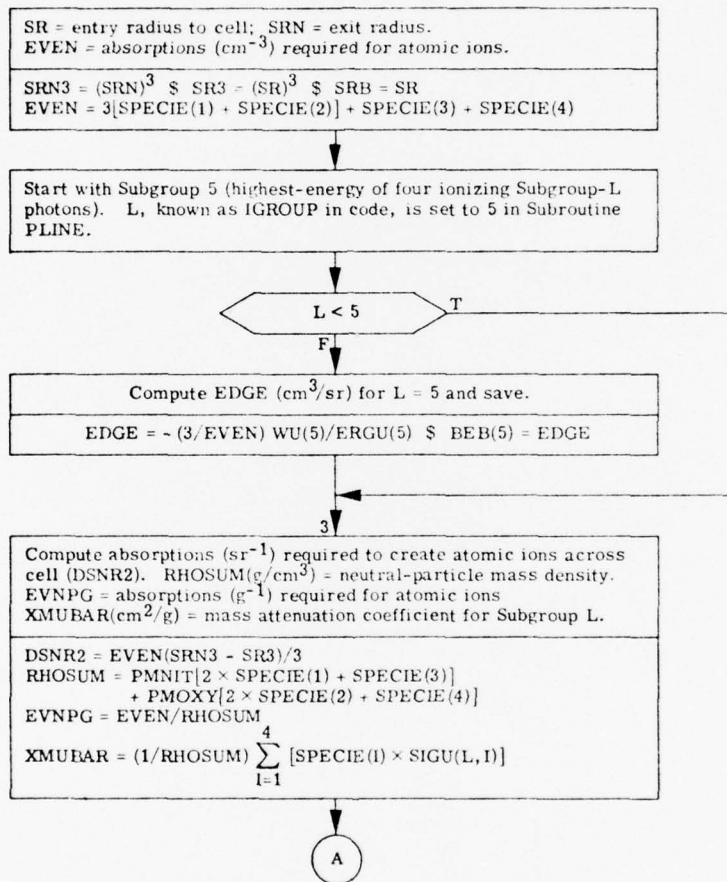 SR = entry radius to cell; SRN = exit radius.
EVEN = absorptions (cm⁻³) required for atomic ions.
SRN3 = (SRN)³ $ SR3 = (SR)³ $ SRB = SR
EVEN = 3[SPECIE(1) + SPECIE(2)] + SPECIE(3) + SPECIE(4)
Start with Subgroup 5 (highest-energy of four ionizing Subgroup-L
photons). L, known as IGROUP in code, is set to 5 in Subroutine
PLINE.
L < 5
T
F
Compute EDGE (cm³/sr) for L = 5 and save.
EDGE = - (3/EVEN) WU(5)/ERGU(5) $ BEB(5) = EDGE
3
Compute absorptions (sr⁻¹) required to create atomic ions across
cell (DSNR2). RHOSUM(g/cm³) = neutral-particle mass density.
EVNPG = absorptions (g⁻¹) required for atomic ions
XMUBAR(cm²/g) = mass attenuation coefficient for Subgroup L.
DSNR2 = EVEN(SRN3 - SR3)/3
RHOSUM = PMNIT[2 × SPECIE(1) + SPECIE(3)]
+ PMOXY[2 × SPECIE(2) + SPECIE(4)]
EVNPG = EVEN/RHOSUM
4
XMUBAR = (1/RHOSUM) ∑ [SPECIE(I) × SIGU(L, I)]
I=1
A